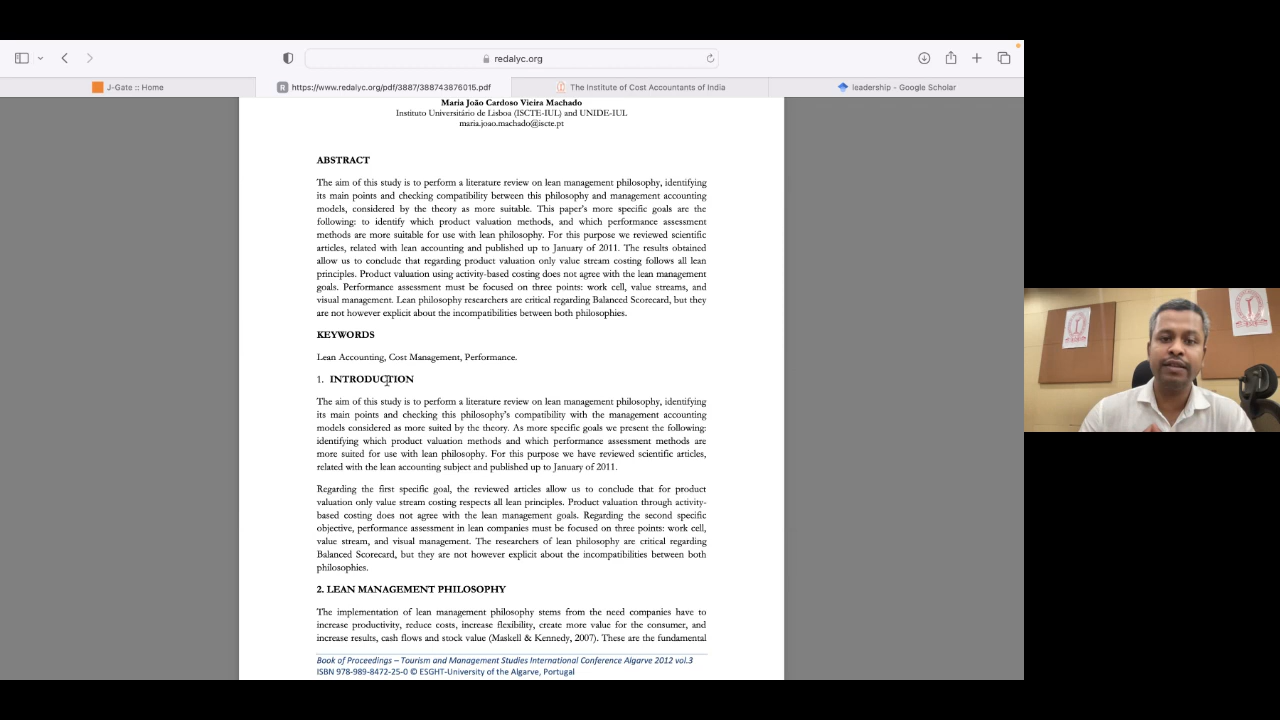 redalyc.org
J-Gate :: Home
https://www.redalyc.org/pdf/3887/388743876015.pdf
The Institute of Cost Accountants of India
leadership - Google Scholar
Maria João Cardoso Vieira Machado
Instituto Universitário de Lisboa (ISCTE-IUL) and UNIDE-IUL
maria.joao.machado@iscte.pt
ABSTRACT
The aim of this study is to perform a literature review on lean management philosophy, identifying
its main points and checking compatibility between this philosophy and management accounting
models, considered by the theory as more suitable. This paper's more specific goals are the
following: to identify which product valuation methods, and which performance assessment
methods are more suitable for use with lean philosophy. For this purpose we reviewed scientific
articles, related with lean accounting and published up to January of 2011. The results obtained
allow us to conclude that regarding product valuation only value stream costing follows all lean
principles. Product valuation using activity-based costing does not agree with the lean management
goals. Performance assessment must be focused on three points: work cell, value streams, and
visual management. Lean philosophy researchers are critical regarding Balanced Scorecard, but they
are not however explicit about the incompatibilities between both philosophies.
KEYWORDS
Lean Accounting, Cost Management, Performance.
1. INTRODUCTION
The aim of this study is to perform a literature review on lean management philosophy, identifying
its main points and checking this philosophy's compatibility with the management accounting
models considered as more suited by the theory. As more specific goals we present the following:
identifying which product valuation methods and which performance assessment methods are
more suited for use with lean philosophy. For this purpose we have reviewed scientific articles,
related with the lean accounting subject and published up to January of 2011.
Regarding the first specific goal, the reviewed articles allow us to conclude that for product
valuation only value stream costing respects all lean principles. Product valuation through activity-
based costing does not agree with the lean management goals. Regarding the second specific
objective, performance assessment in lean companies must be focused on three points: work cell,
value stream, and visual management. The researchers of lean philosophy are critical regarding
Balanced Scorecard, but they are not however explicit about the incompatibilities between both
philosophies.
2. LEAN MANAGEMENT PHILOSOPHY
The implementation of lean management philosophy stems from the need companies have to
increase productivity, reduce costs, increase flexibility, create more value for the consumer, and
increase results, cash flows and stock value (Maskell & Kennedy, 2007). These are the fundamental
Book of Proceedings – Tourism and Management Studies International Conference Algarve 2012 vol.3
ISBN 978-989-8472-25-0 © ESGHT-University of the Algarve, Portugal